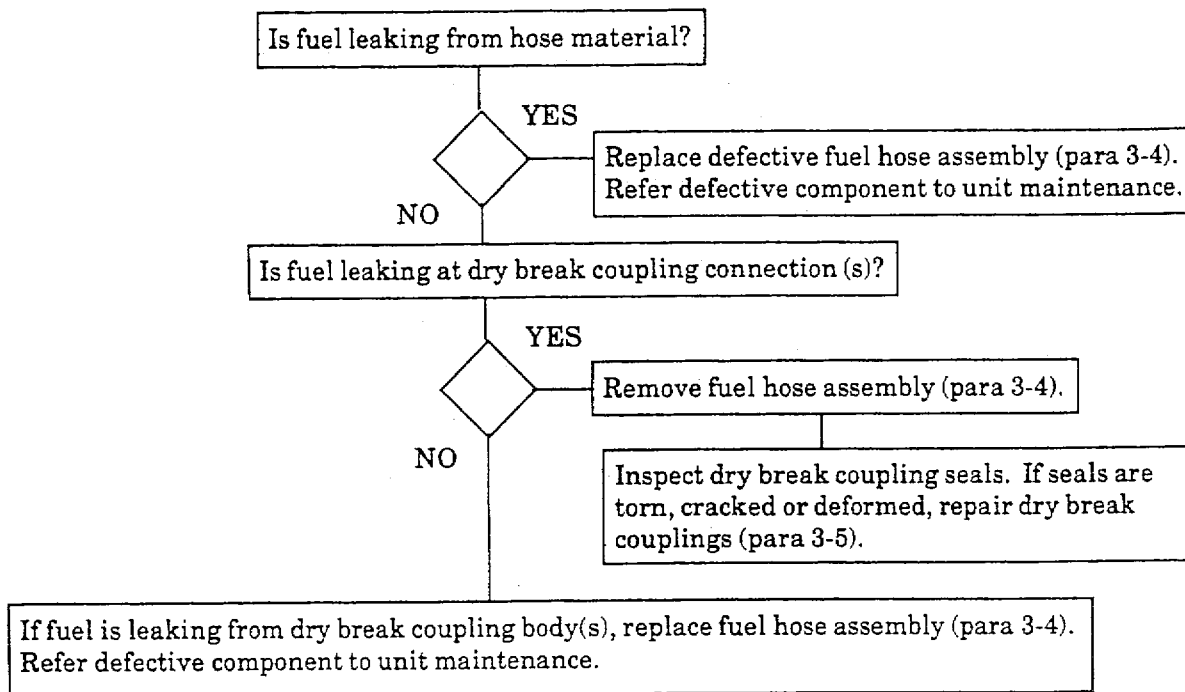 Is fuel leaking from hose material?
YES
Replace defective fuel hose assembly (para 3-4).
Refer defective component to unit maintenance.
NO
Is fuel leaking at dry break coupling connection (s)?
YES
Remove fuel hose assembly (para 3-4).
NO
Inspect dry break coupling seals. If seals are
torn, cracked or deformed, repair dry break
couplings (para 3-5).
If fuel is leaking from dry break coupling body(s), replace fuel hose assembly (para 3-4).
Refer defective component to unit maintenance.